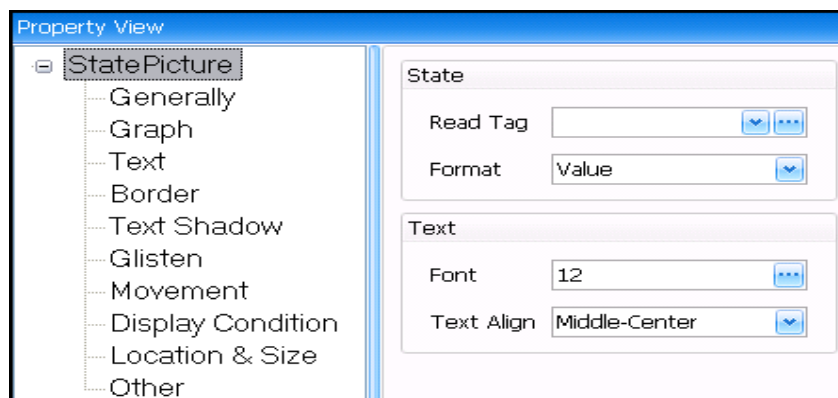 Property View
StatePicture
Generally
Graph
Text
Border
Text Shadow
Glisten
Movement
Display Condition
Location & Size
Other
State
Read Tag
Format Value
Text
Font 12
Text Align Middle-Center